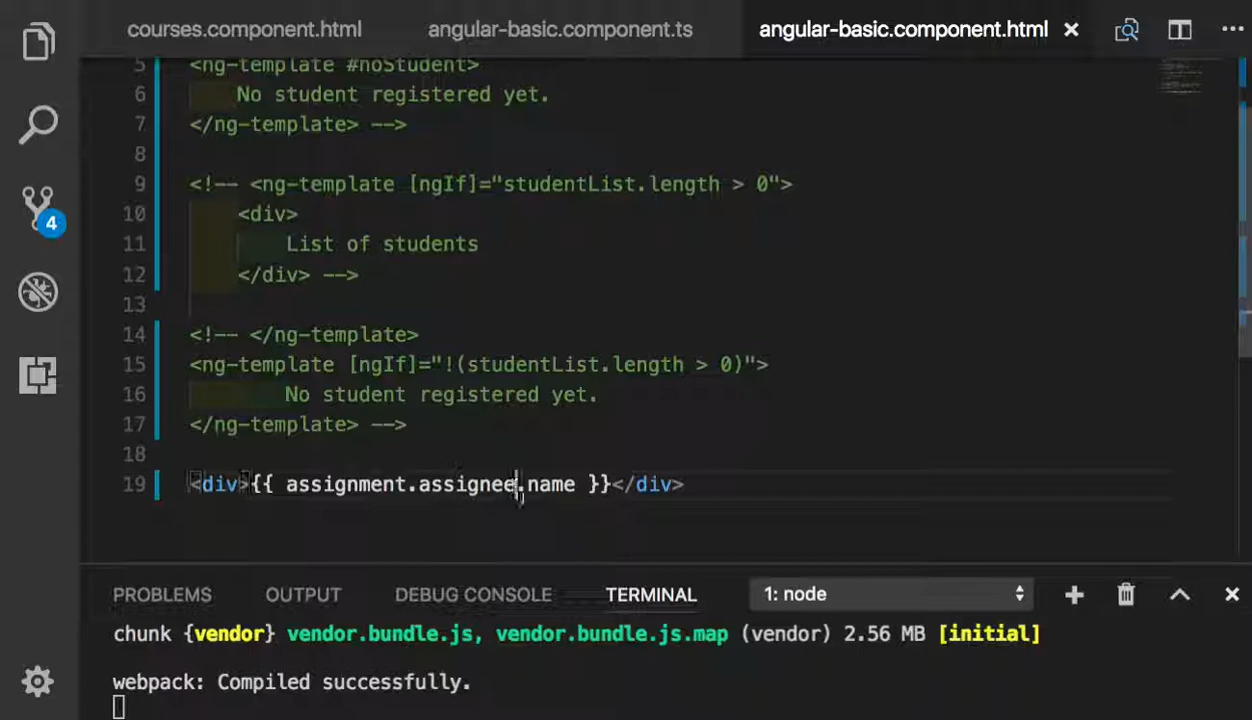 courses.component.html angular-basic.component.ts angular-basic.component.html
5 <ng-template #noStudent>
6 No student registered yet.
7 </ng-template> -->
8
9 <!-- <ng-template [ngIf]="studentList.length > 0">
10 <div>
11 List of students
12 </div> -->
13
14 <!-- </ng-template>
15 <ng-template [ngIf]="!(studentList.length > 0)">
16 No student registered yet.
17 </ng-template> -->
18
19 <div>{{ assignment.assignee.name }}</div>
4
PROBLEMS OUTPUT DEBUG CONSOLE TERMINAL 1: node
chunk {vendor} vendor.bundle.js, vendor.bundle.js.map (vendor) 2.56 MB [initial]
webpack: Compiled successfully.